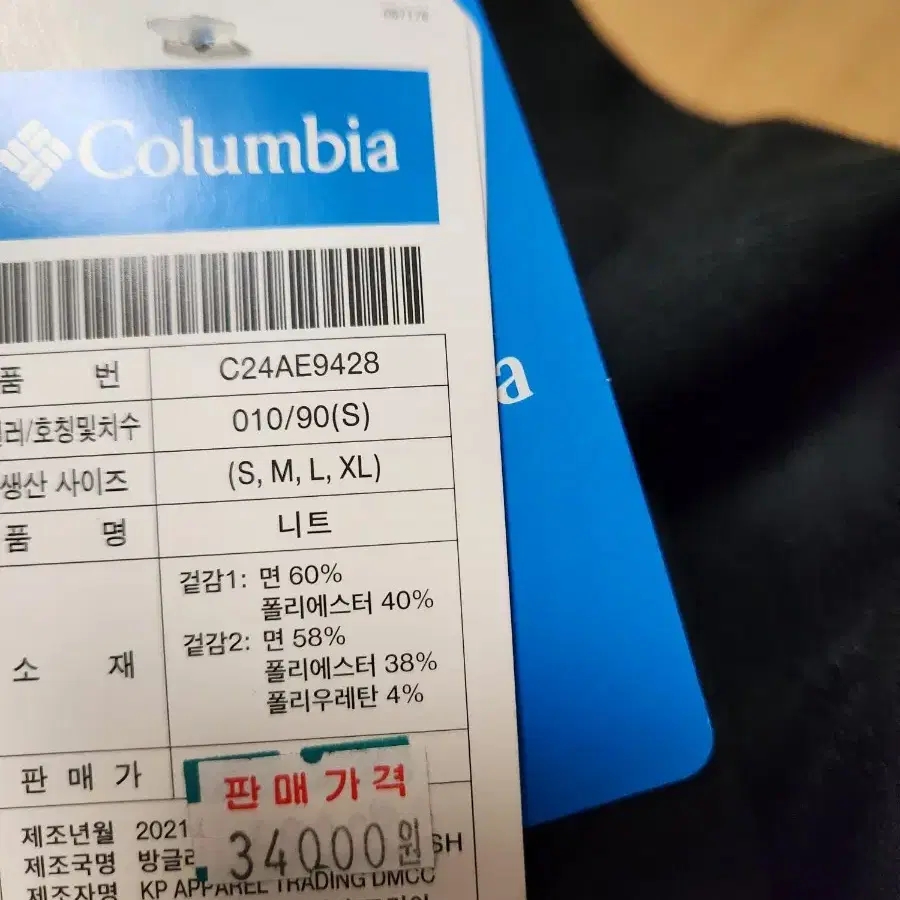 Columbia
품 번 C24AE9428
러/호칭및치수 010/90(S)
생산 사이즈 (S, M, L, XL)
품 명 니트
소 재 겉감1: 면 60%
폴리에스터 40%
겉감2: 면 58%
폴리에스터 38%
폴리우레탄 4%
판 매 가
판매가격
34000원
제조년월 2021
제조국명 방글라 SH
제조자명 KP APPAREL TRADING DMCC
a